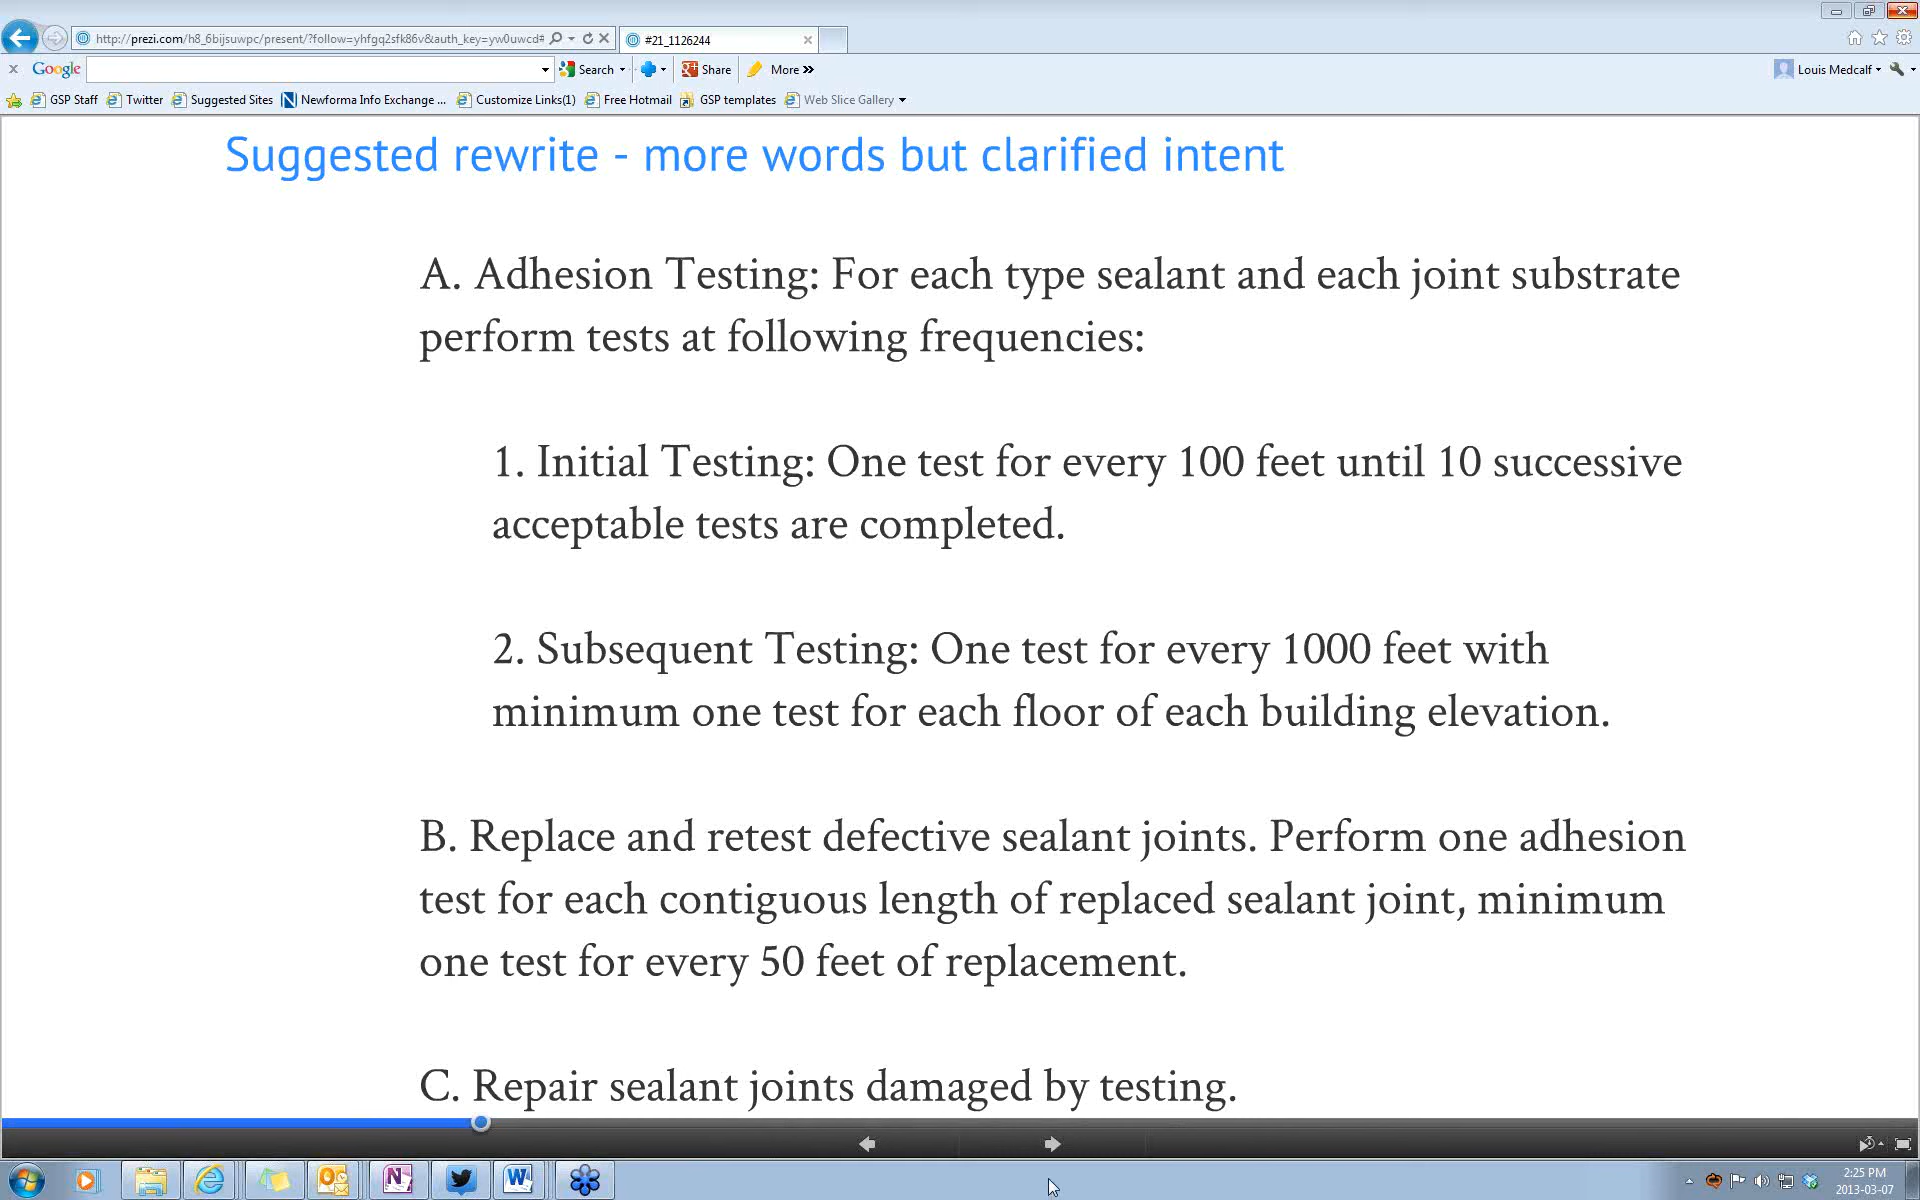 http://prezi.com/h8_6bijsuwpc/present/?follow=yhfgq2sfk86v&auth_key=yw0uwcd#
#21_1126244
Google Search Share More » Louis Medcalf
GSP Staff Twitter Suggested Sites Newforma Info Exchange ... Customize Links(1) Free Hotmail GSP templates Web Slice Gallery
Suggested rewrite - more words but clarified intent
A. Adhesion Testing: For each type sealant and each joint substrate
perform tests at following frequencies:
1. Initial Testing: One test for every 100 feet until 10 successive
acceptable tests are completed.
2. Subsequent Testing: One test for every 1000 feet with
minimum one test for each floor of each building elevation.
B. Replace and retest defective sealant joints. Perform one adhesion
test for each contiguous length of replaced sealant joint, minimum
one test for every 50 feet of replacement.
C. Repair sealant joints damaged by testing.
2:25 PM
2013-03-07